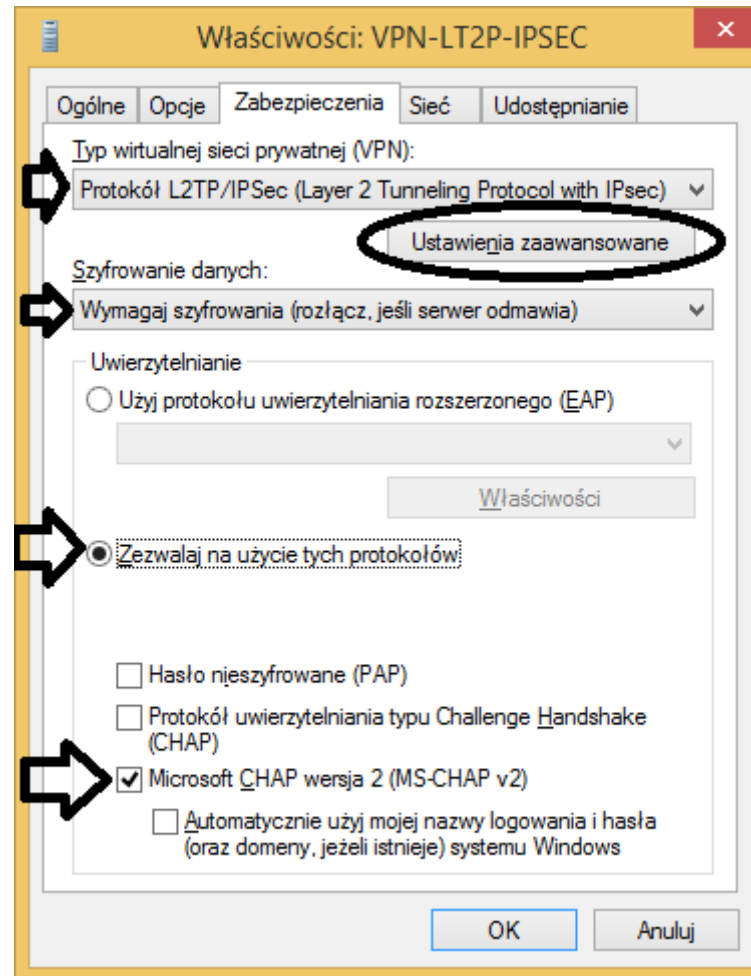 Właściwości: VPN-LT2P-IPSEC
Ogólne Opcje Zabezpieczenia Sieć Udostępnianie
Typ wirtualnej sieci prywatnej (VPN):
Protokół L2TP/IPSec (Layer 2 Tunneling Protocol with IPsec)
Ustawienia zaawansowane
Szyfrowanie danych:
Wymagaj szyfrowania (rozłącz, jeśli serwer odmawia)
Uwierzytelnianie
Użyj protokołu uwierzytelniania rozszerzonego (EAP)
Właściwości
Zezwalaj na użycie tych protokołów
Hasło nieszyfrowane (PAP)
Protokół uwierzytelniania typu Challenge Handshake
(CHAP)
Microsoft CHAP wersja 2 (MS-CHAP v2)
Automatycznie użyj mojej nazwy logowania i hasła
(oraz domeny, jeżeli istnieje) systemu Windows
OK Anuluj